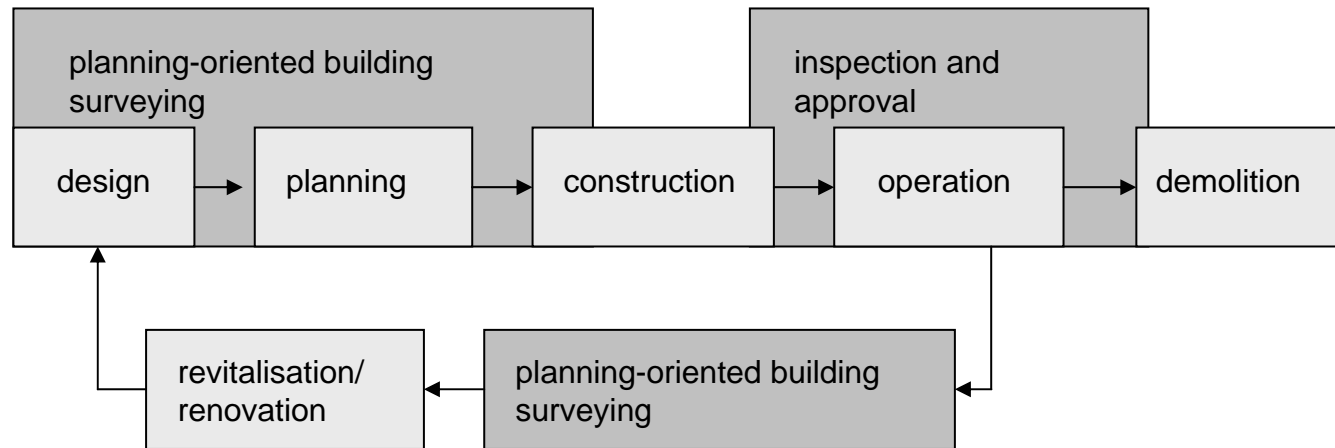 planning-oriented building
surveying
inspection and
approval
design
planning
construction
operation
demolition
revitalisation/
renovation
planning-oriented building
surveying